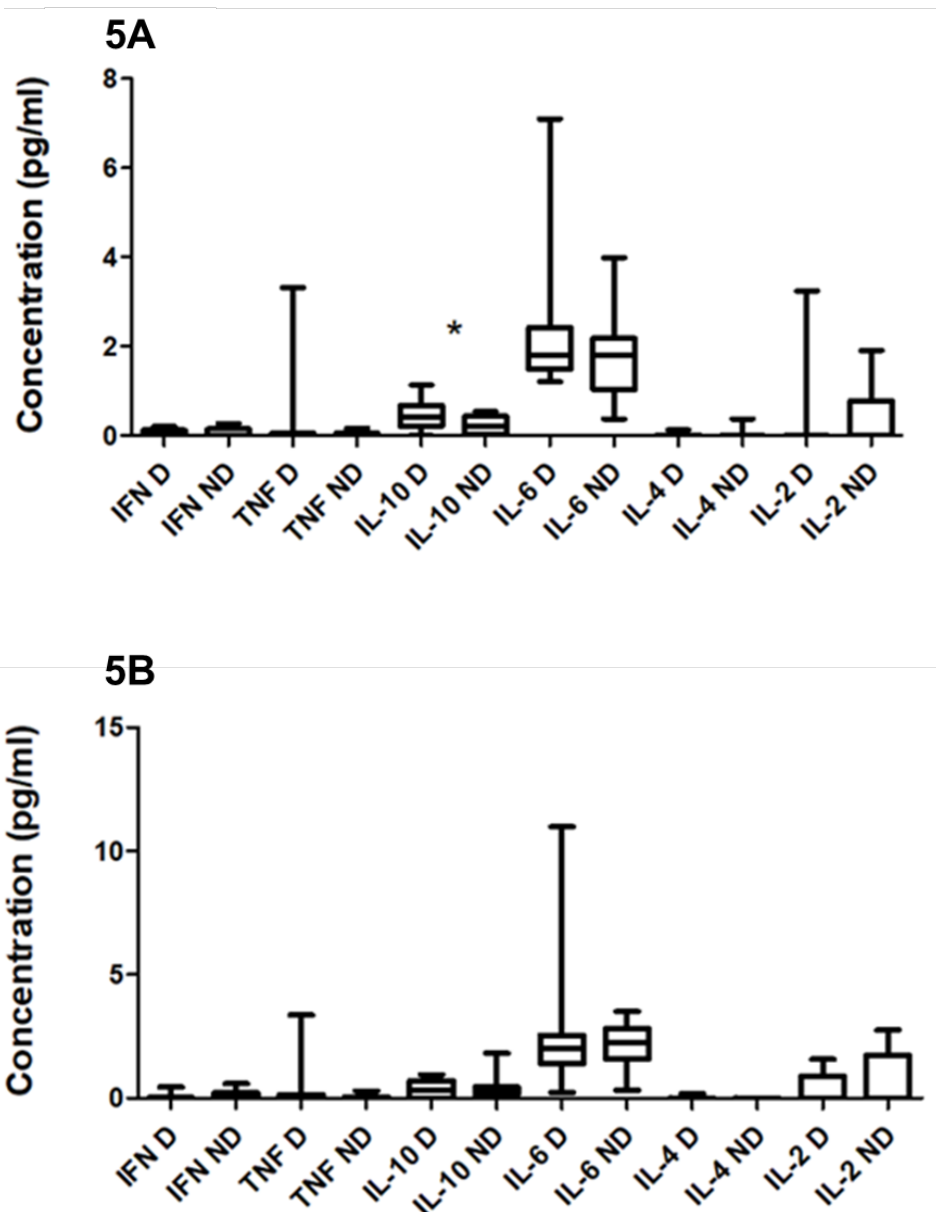 5A
Concentration (pg/ml)
8
6
4
2
0
*
IFN D
IFN ND
TNF D
TNF ND
IL-10 D
IL-10 ND
IL-6 D
IL-6 ND
IL-4 D
IL-4 ND
IL-2 D
IL-2 ND
5B
Concentration (pg/ml)
15
10
5
0
IFN D
IFN ND
TNF D
TNF ND
IL-10 D
IL-10 ND
IL-6 D
IL-6 ND
IL-4 D
IL-4 ND
IL-2 D
IL-2 ND